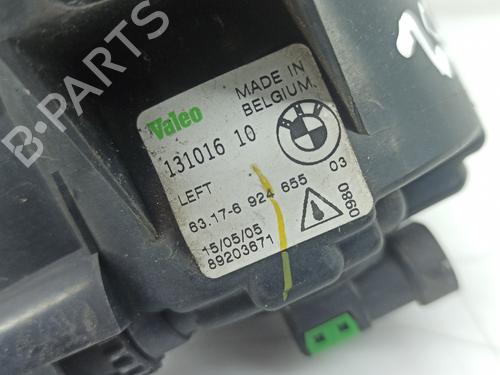 B-PARTS
Valeo
MADE IN
BELGIUM.
131016 10
LEFT
63.17-6 924 655 03
15/05/05
89203671
0980